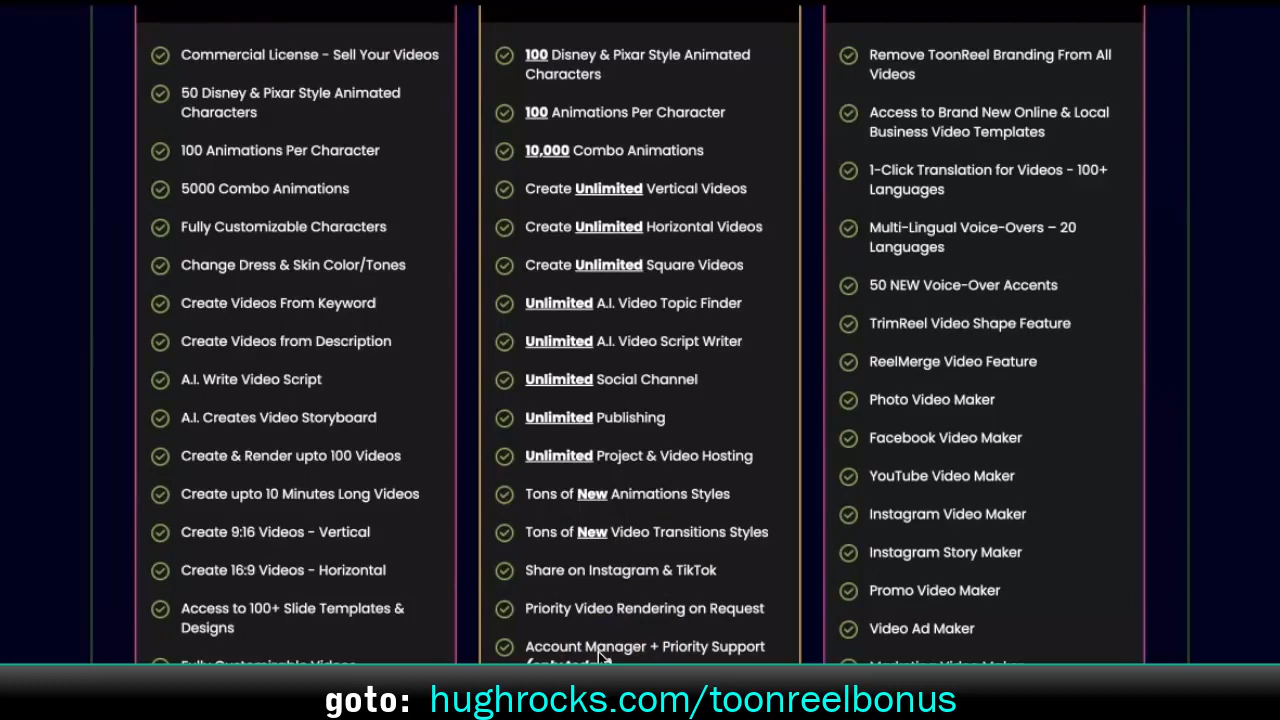 Commercial License - Sell Your Videos
50 Disney & Pixar Style Animated
Characters
100 Animations Per Character
5000 Combo Animations
Fully Customizable Characters
Change Dress & Skin Color/Tones
Create Videos From Keyword
Create Videos from Description
A.I. Write Video Script
A.I. Creates Video Storyboard
Create & Render upto 100 Videos
Create upto 10 Minutes Long Videos
Create 9:16 Videos - Vertical
Create 16:9 Videos - Horizontal
Access to 100+ Slide Templates &
Designs
100 Disney & Pixar Style Animated
Characters
100 Animations Per Character
10,000 Combo Animations
Create Unlimited Vertical Videos
Create Unlimited Horizontal Videos
Create Unlimited Square Videos
Unlimited A.I. Video Topic Finder
Unlimited A.I. Video Script Writer
Unlimited Social Channel
Unlimited Publishing
Unlimited Project & Video Hosting
Tons of New Animations Styles
Tons of New Video Transitions Styles
Share on Instagram & TikTok
Priority Video Rendering on Request
Account Manager + Priority Support
Remove ToonReel Branding From All
Videos
Access to Brand New Online & Local
Business Video Templates
1-Click Translation for Videos - 100+
Languages
Multi-Lingual Voice-Overs – 20
Languages
50 NEW Voice-Over Accents
TrimReel Video Shape Feature
ReelMerge Video Feature
Photo Video Maker
Facebook Video Maker
YouTube Video Maker
Instagram Video Maker
Instagram Story Maker
Promo Video Maker
Video Ad Maker
goto: hughrocks.com/toonreelbonus